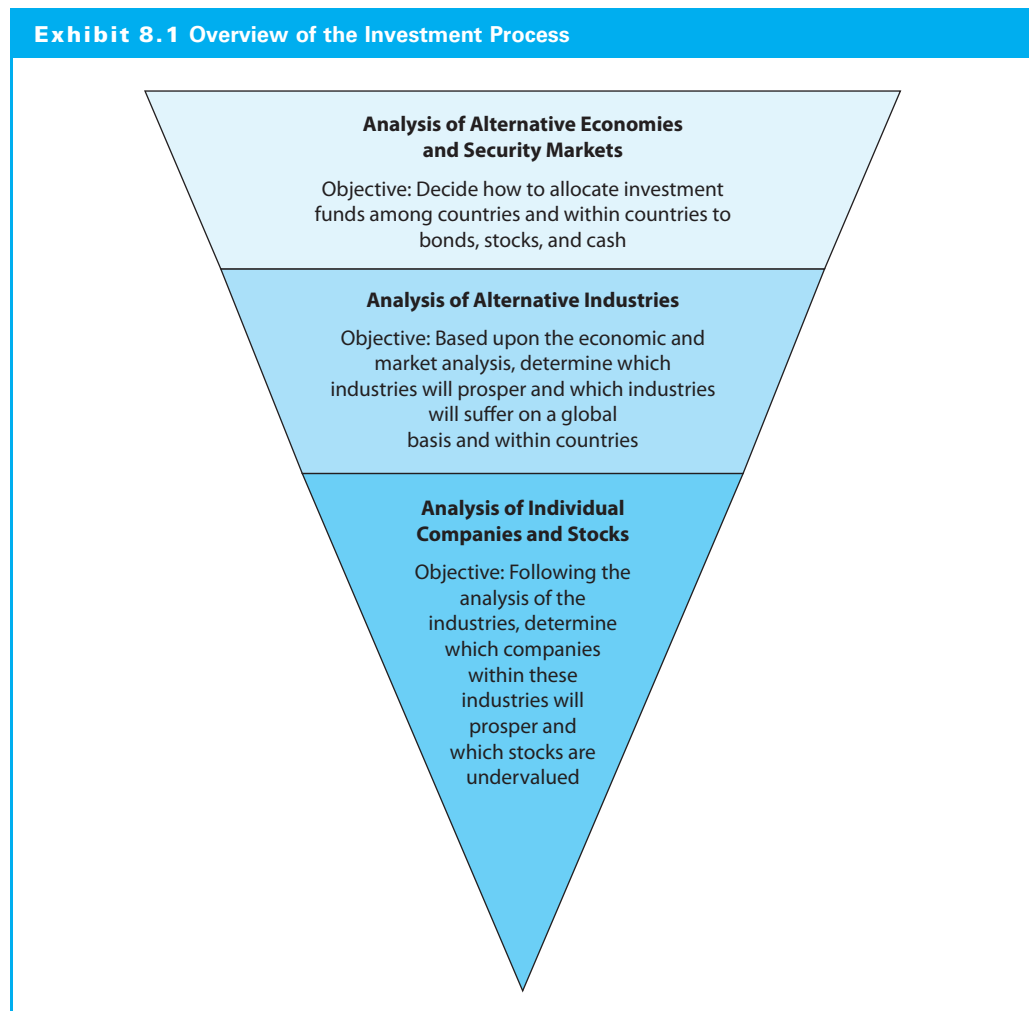 Exhibit 8.1 Overview of the Investment Process
Analysis of Alternative Economies
and Security Markets
Objective: Decide how to allocate investment
funds among countries and within countries to
bonds, stocks, and cash
Analysis of Alternative Industries
Objective: Based upon the economic and
market analysis, determine which
industries will prosper and which industries
will suffer on a global
basis and within countries
Analysis of Individual
Companies and Stocks
Objective: Following the
analysis of the
industries, determine
which companies
within these
industries will
prosper and
which stocks are
undervalued